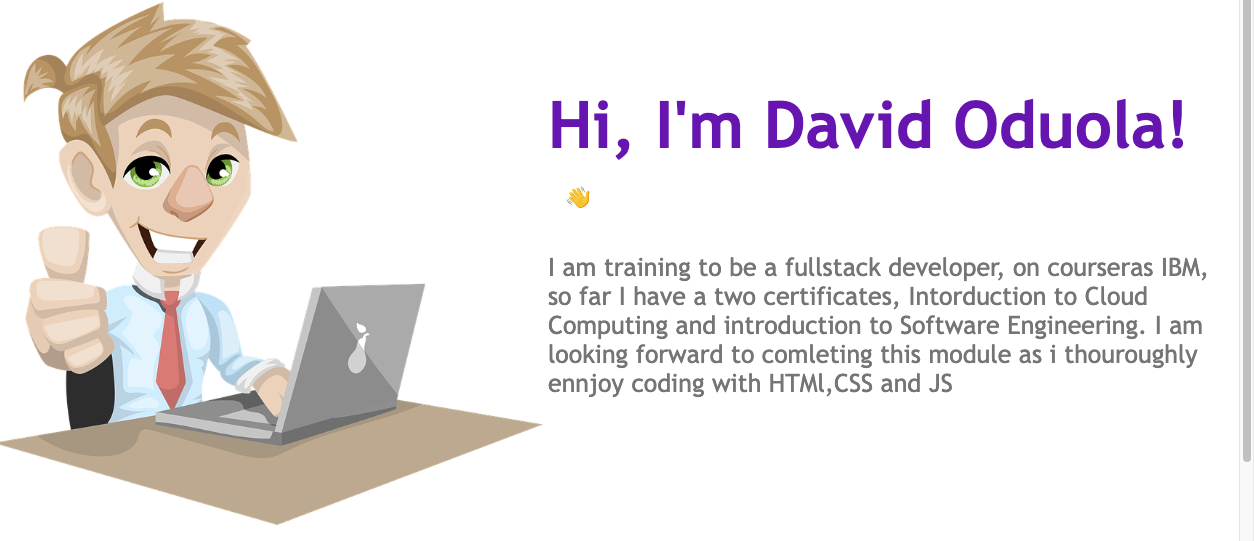 Hi, I'm David Oduola!
👋
I am training to be a fullstack developer, on courseras IBM,
so far I have a two certificates, Intorduction to Cloud
Computing and introduction to Software Engineering. I am
looking forward to comleting this module as i thouroughly
ennjoy coding with HTMl,CSS and JS